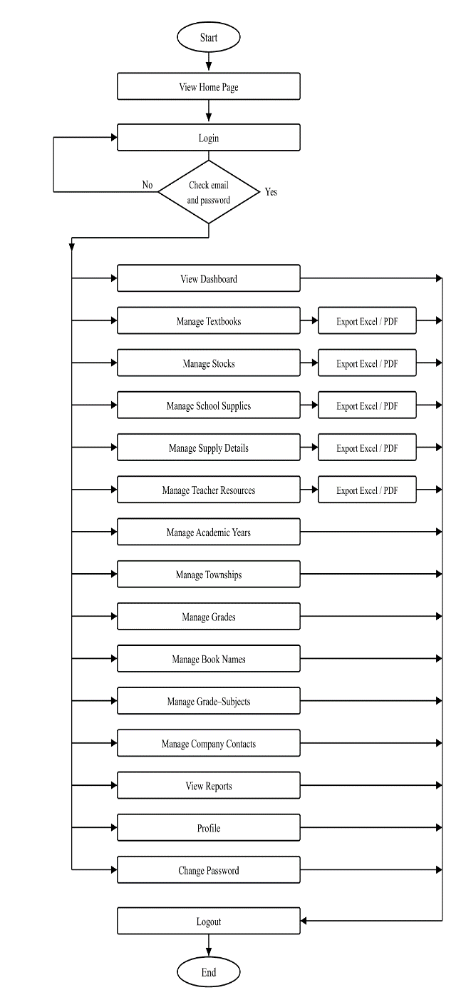 Start
View Home Page
Login
Check email
and password
No
Yes
View Dashboard
Manage Textbooks
Export Excel / PDF
Manage Stocks
Export Excel / PDF
Manage School Supplies
Export Excel / PDF
Manage Supply Details
Export Excel / PDF
Manage Teacher Resources
Export Excel / PDF
Manage Academic Years
Manage Townships
Manage Grades
Manage Book Names
Manage Grade–Subjects
Manage Company Contacts
View Reports
Profile
Change Password
Logout
End